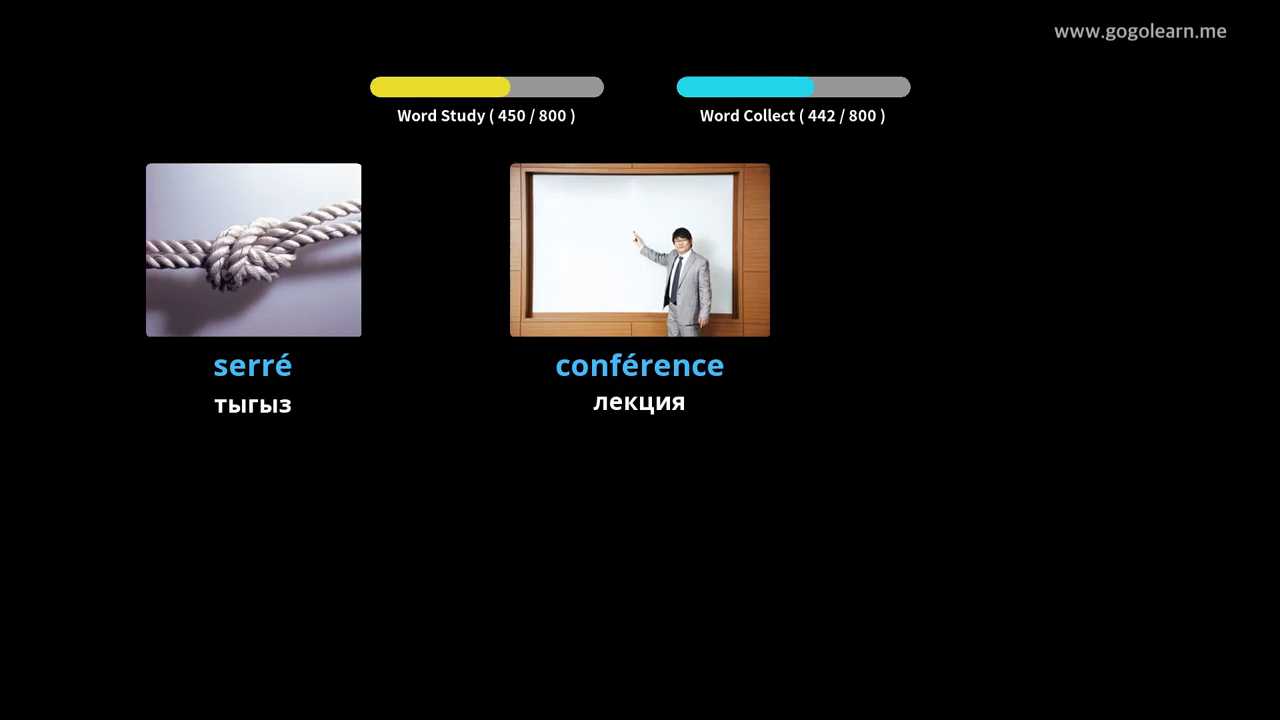 www.gogolearn.me
Word Study ( 450 / 800 )
Word Collect ( 442 / 800 )
serré
тыгыз
conférence
лекция